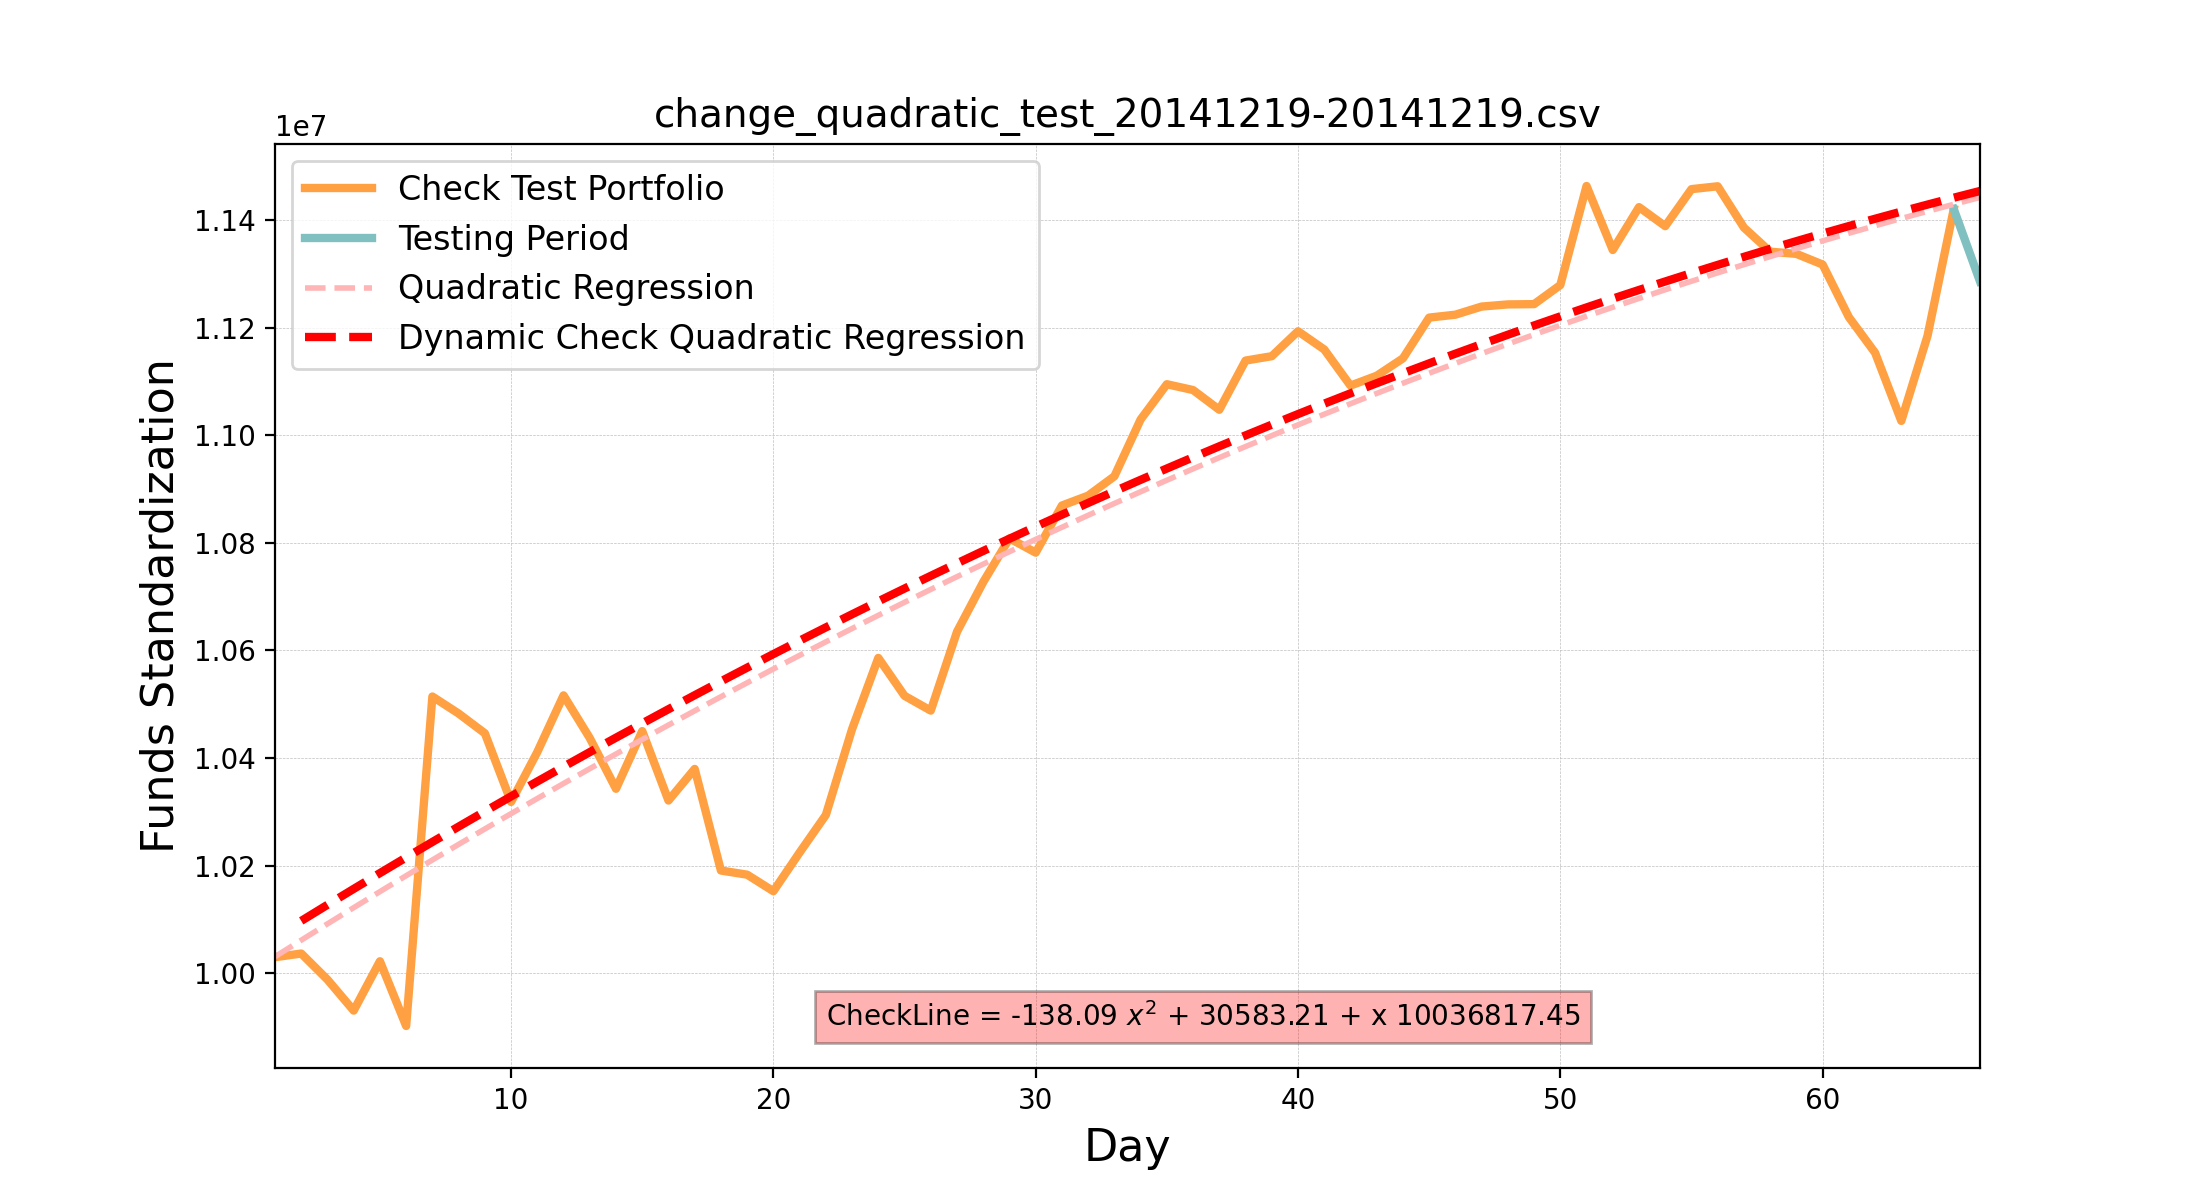 change_quadratic_test_20141219-20141219.csv
1e7
Check Test Portfolio
Testing Period
Quadratic Regression
Dynamic Check Quadratic Regression
1.14
1.12
1.10
1.08
1.06
1.04
1.02
1.00
Funds Standardization
CheckLine = -138.09 x² + 30583.21 + x 10036817.45
10 20 30 40 50 60
Day